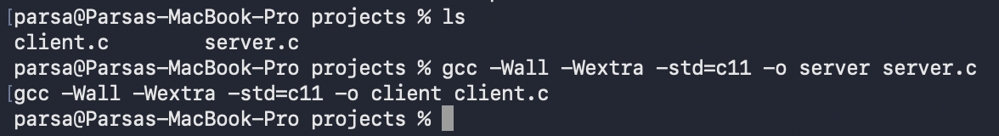 [parsa@Parsas-MacBook-Pro projects % ls
client.c        server.c
parsa@Parsas-MacBook-Pro projects % gcc -Wall -Wextra -std=c11 -o server server.c
[gcc -Wall -Wextra -std=c11 -o client client.c
parsa@Parsas-MacBook-Pro projects %